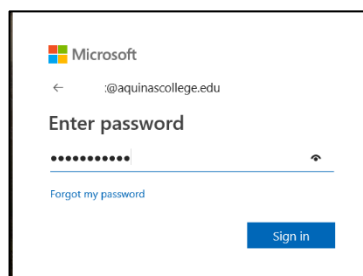 Microsoft
:@aquinascollege.edu
Enter password
•••••••••••
Forgot my password
Sign in